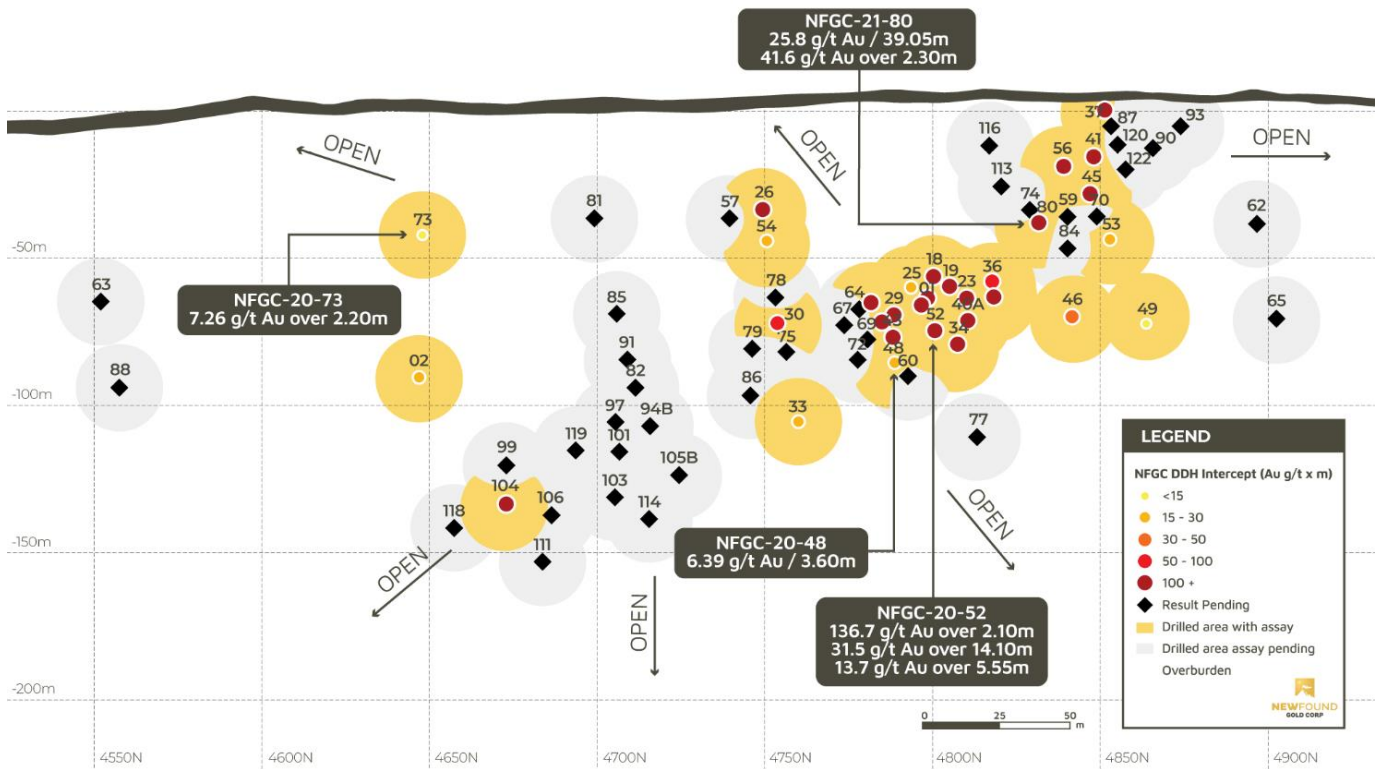 NFGC-21-80
25.8 g/t Au / 39.05m
41.6 g/t Au over 2.30m
OPEN
OPEN
OPEN
37
87
93
116
120
90
41
56
122
113
45
81
57
26
74
59
70
80
62
73
54
53
84
-50m
18
36
63
NFGC-20-73
7.26 g/t Au over 2.20m
78
25
19
23
85
64
29
46
49
65
30
67
69
52
40A
34
91
79
75
72
48
88
02
82
86
60
-100m
97
94B
33
77
99
119
101
105B
104
103
106
114
118
111
-150m
OPEN
OPEN
OPEN
NFGC-20-48
6.39 g/t Au / 3.60m
NFGC-20-52
136.7 g/t Au over 2.10m
31.5 g/t Au over 14.10m
13.7 g/t Au over 5.55m
LEGEND
NFGC DDH Intercept (Au g/t x m)
<15
15 - 30
30 - 50
50 - 100
100 +
Result Pending
Drilled area with assay
Drilled area assay pending
Overburden
NEWFOUND
GOLD CORP
-200m
0 25 50
m
4550N 4600N 4650N 4700N 4750N 4800N 4850N 4900N